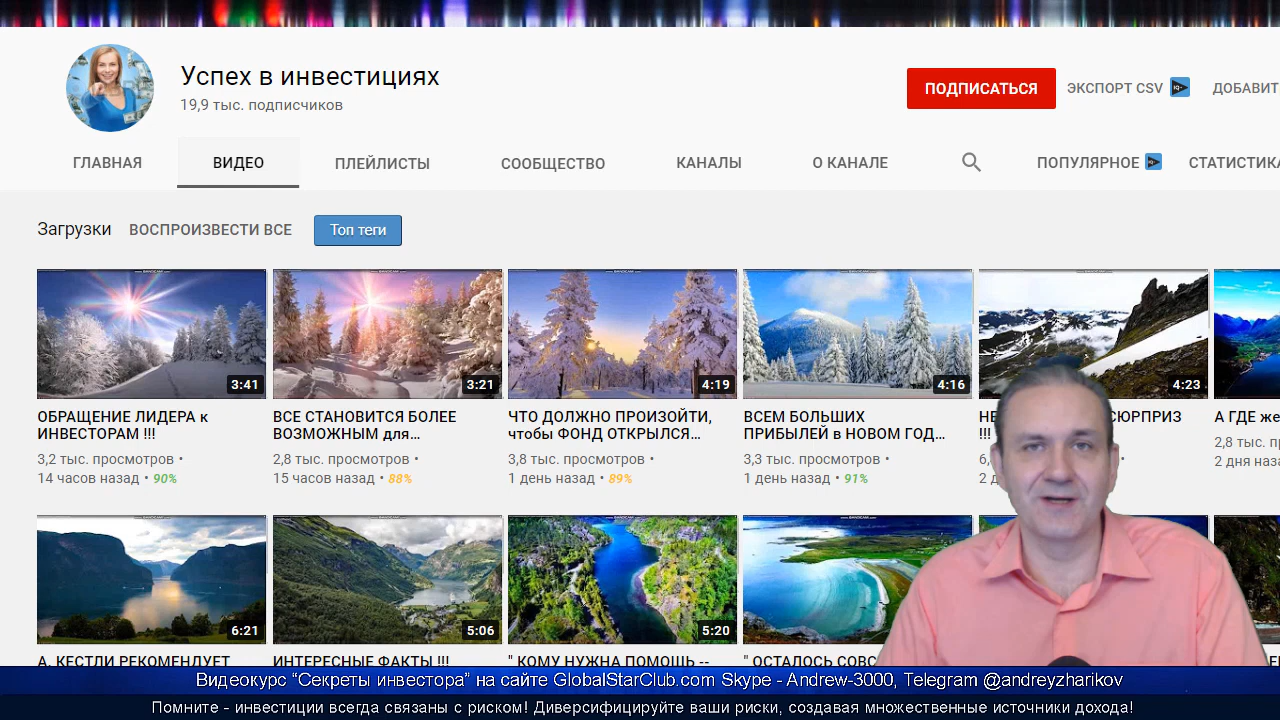 Успех в инвестициях
19,9 тыс. подписчиков
ПОДПИСАТЬСЯ
ЭКСПОРТ CSV
ДОБАВИТ
ГЛАВНАЯ
ВИДЕО
ПЛЕЙЛИСТЫ
СООБЩЕСТВО
КАНАЛЫ
О КАНАЛЕ
ПОПУЛЯРНОЕ
СТАТИСТИКА
Загрузки
ВОСПРОИЗВЕСТИ ВСЕ
Топ теги
3:41
3:21
4:19
4:16
4:23
ОБРАЩЕНИЕ ЛИДЕРА к
ИНВЕСТОРАМ !!!
3,2 тыс. просмотров •
14 часов назад • 90%
ВСЕ СТАНОВИТСЯ БОЛЕЕ
ВОЗМОЖНЫМ для...
2,8 тыс. просмотров •
15 часов назад • 88%
ЧТО ДОЛЖНО ПРОИЗОЙТИ,
чтобы ФОНД ОТКРЫЛСЯ...
3,8 тыс. просмотров •
1 день назад • 89%
ВСЕМ БОЛЬШИХ
ПРИБЫЛЕЙ в НОВОМ ГОД...
3,3 тыс. просмотров •
1 день назад • 91%
НЕ СЮРПРИЗ
!!!
6, •
2 д
А ГДЕ же
2,8 тыс. п
2 дня наза
6:21
5:06
5:20
А. КЕСТЛИ РЕКОМЕНДУЕТ
ИНТЕРЕСНЫЕ ФАКТЫ !!!
" КОМУ НУЖНА ПОМОЩЬ --
" ОСТАЛОСЬ СОВС
Видеокурс “Секреты инвестора” на сайте GlobalStarClub.com Skype - Andrew-3000, Telegram @andreyzharikov
Помните - инвестиции всегда связаны с риском! Диверсифицируйте ваши риски, создавая множественные источники дохода!